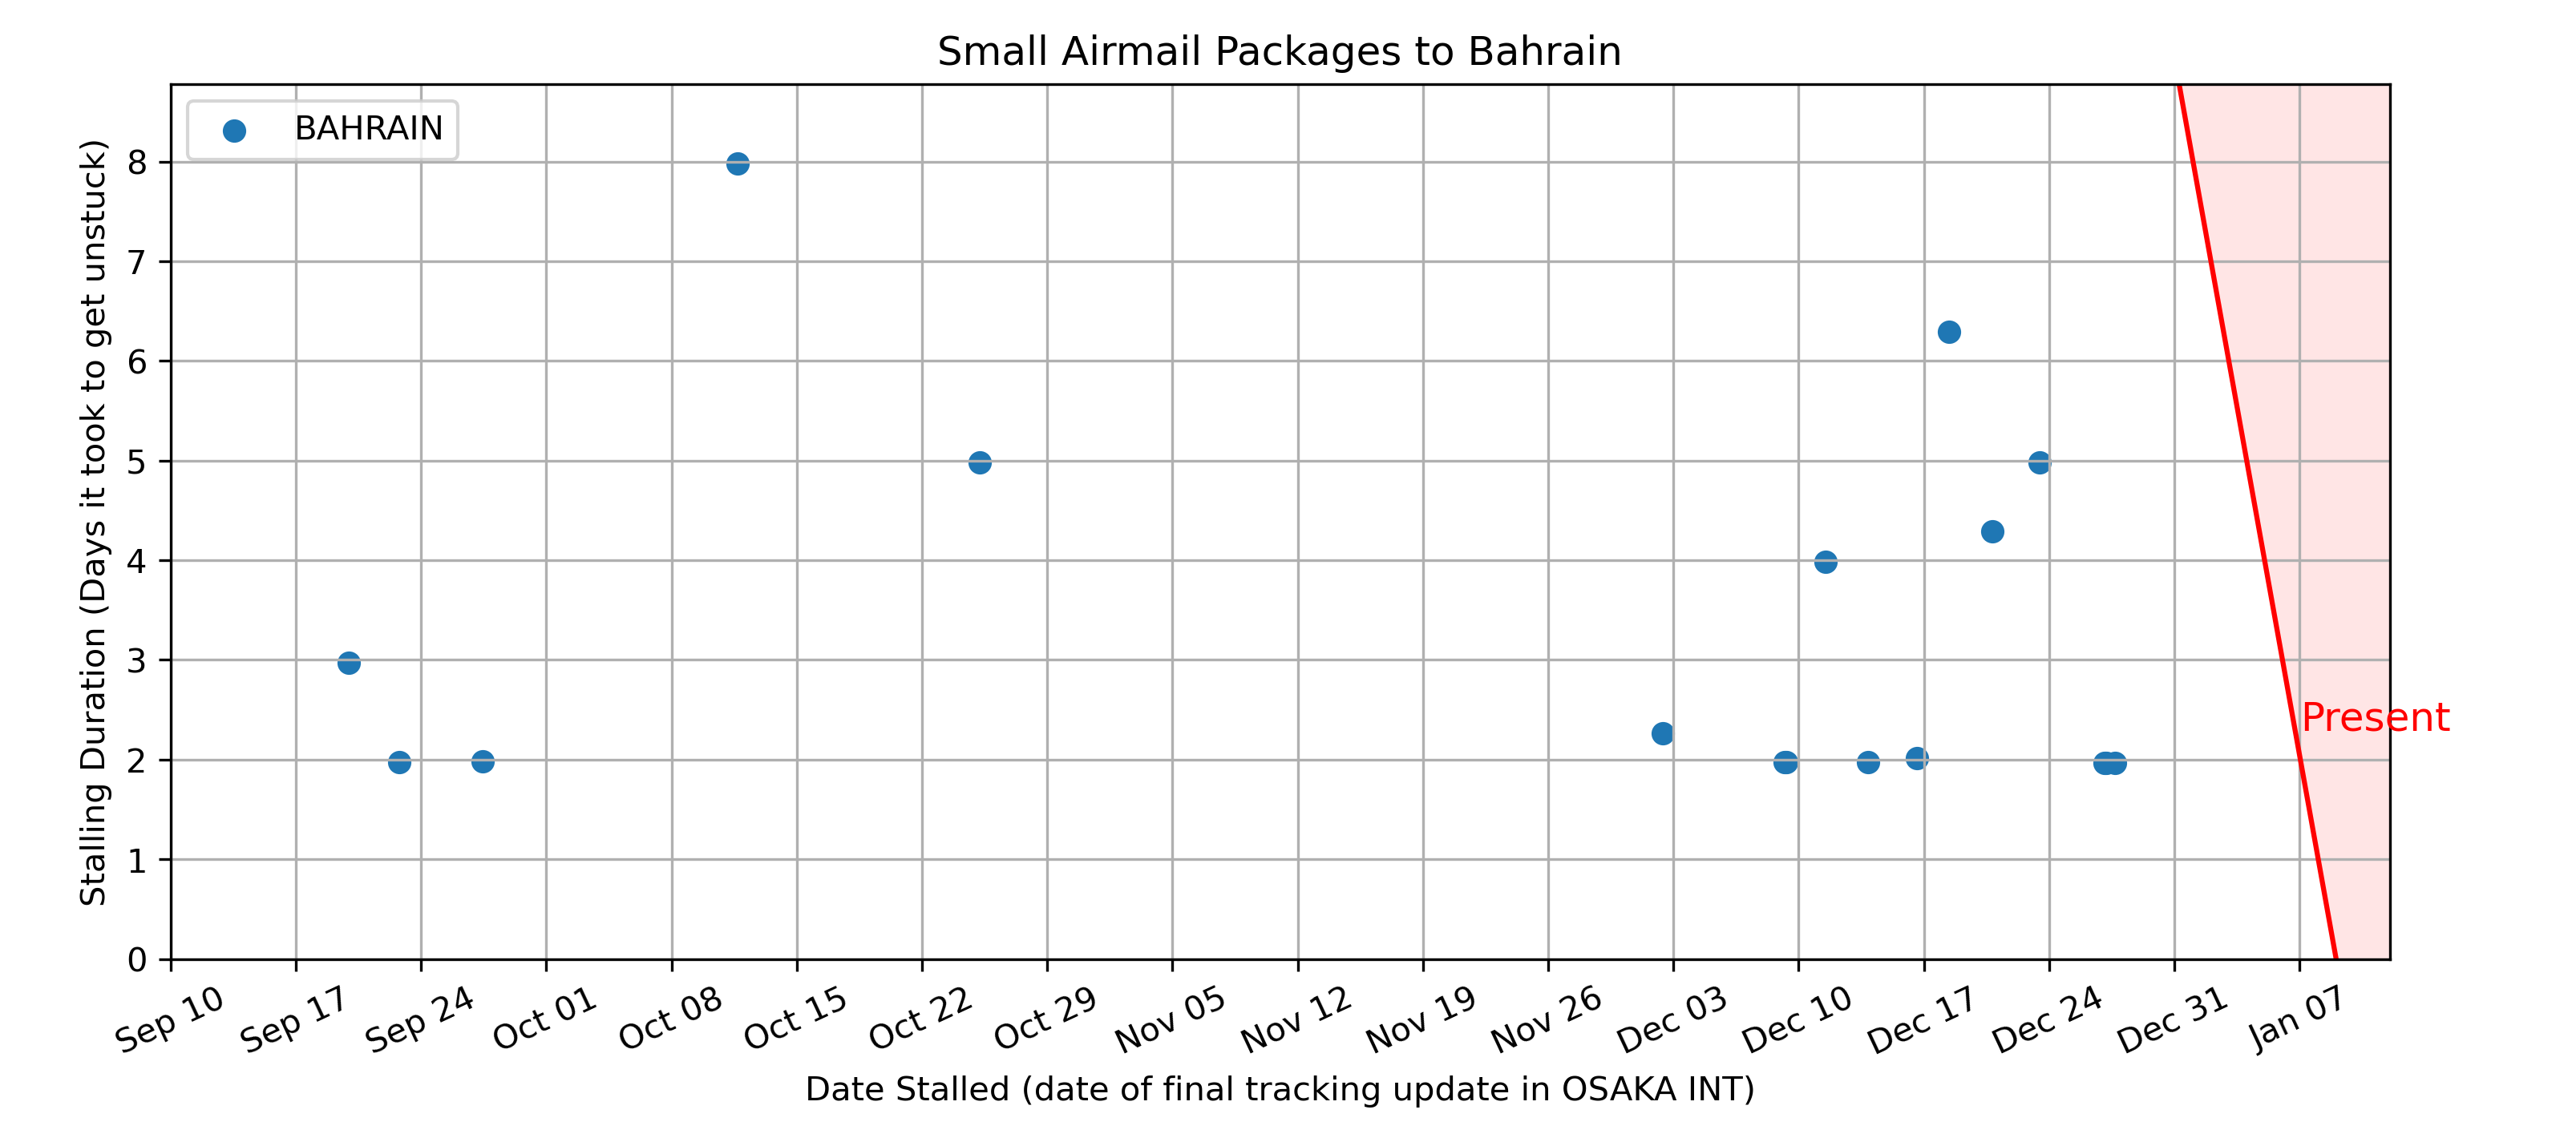 Small Airmail Packages to Bahrain
BAHRAIN
Stalling Duration (Days it took to get unstuck)
8
7
6
5
4
3
2
1
0
Present
Sep 10
Sep 17
Sep 24
Oct 01
Oct 08
Oct 15
Oct 22
Oct 29
Nov 05
Nov 12
Nov 19
Nov 26
Dec 03
Dec 10
Dec 17
Dec 24
Dec 31
Jan 07
Date Stalled (date of final tracking update in OSAKA INT)